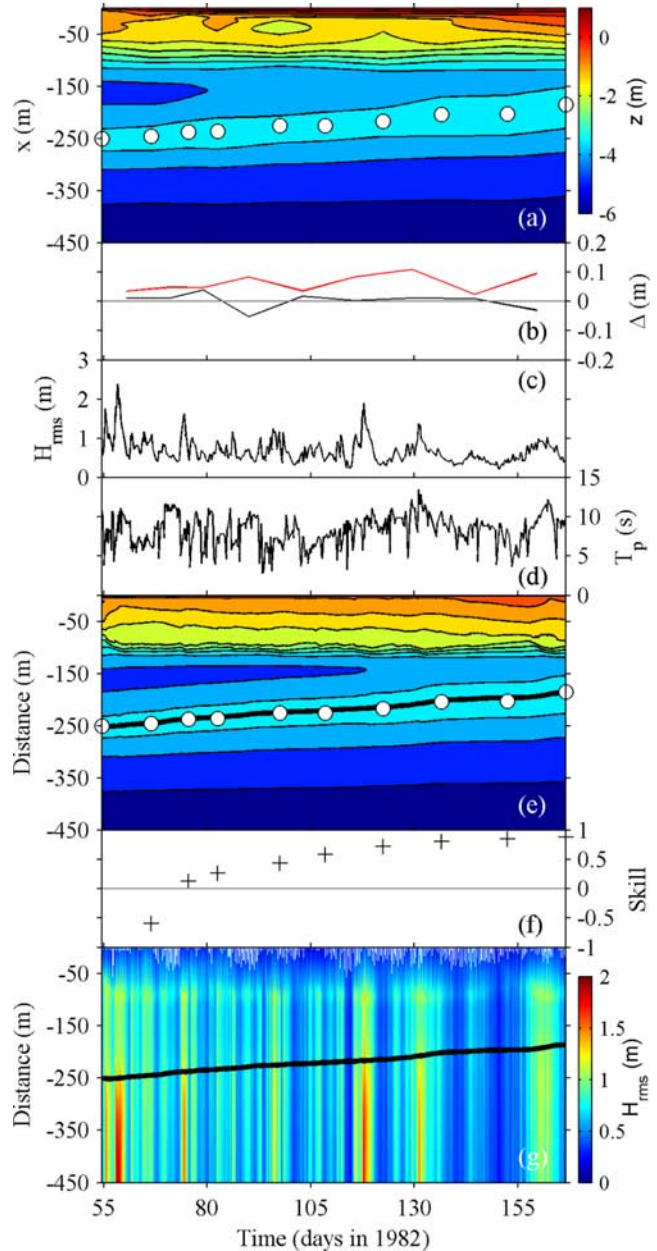 -50
-150
-250
-350
-450
x (m)
(a)
0
-2
-4
-6
z (m)
0.2
0.1
0
-0.1
-0.2
Δ (m)
(b)
3
2
1
0
H_rms (m)
(c)
15
10
5
0
T_p (s)
(d)
-50
-150
-250
-350
-450
Distance (m)
(e)
1
0.5
0
-0.5
-1
Skill
(f)
-50
-150
-250
-350
-450
Distance (m)
(g)
2
1.5
1
0.5
0
H_rms (m)
55 80 105 130 155
Time (days in 1982)